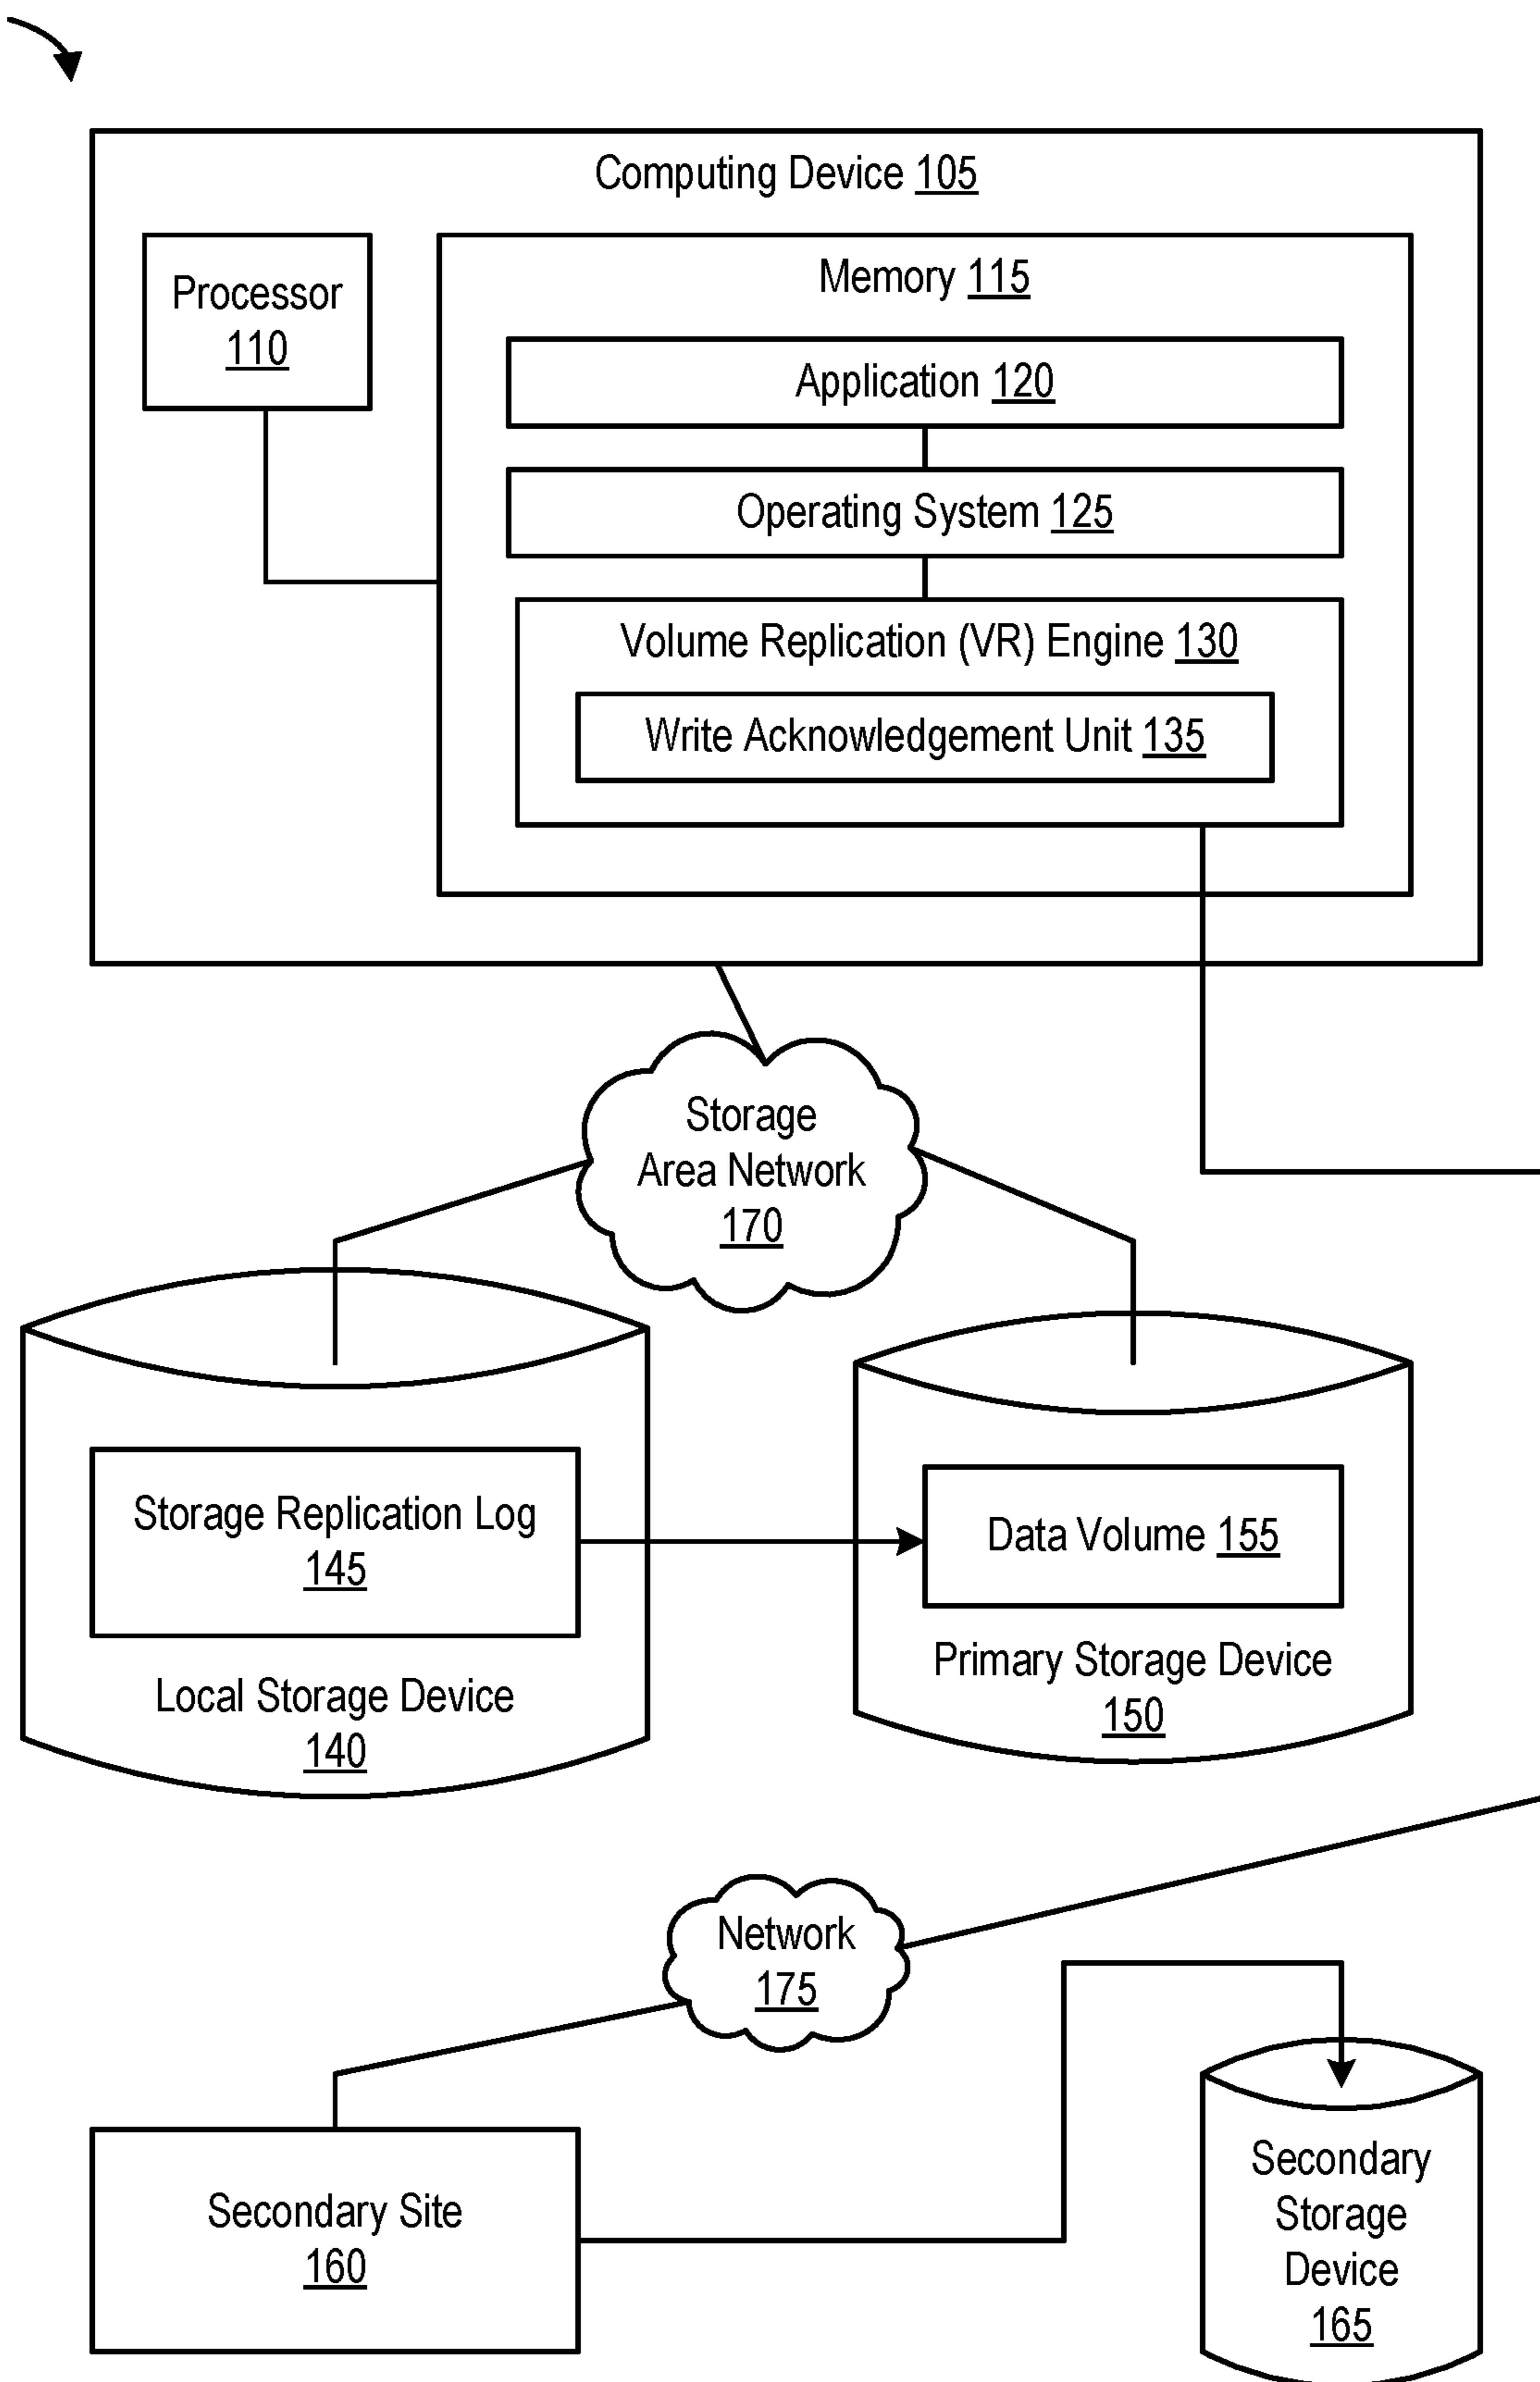 Computing Device 105
Processor
110
Memory 115
Application 120
Operating System 125
Volume Replication (VR) Engine 130
Write Acknowledgement Unit 135
Storage
Area Network
170
Storage Replication Log
145
Local Storage Device
140
Data Volume 155
Primary Storage Device
150
Network
175
Secondary Site
160
Secondary
Storage
Device
165